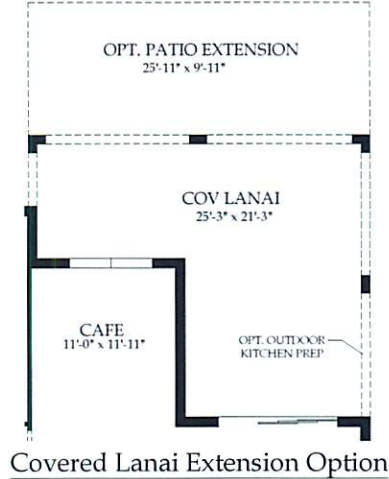 OPT. PATIO EXTENSION
25'-11" x 9'-11"
COV LANAI
25'-3" x 21'-3"
CAFE
11'-0" x 11'-11"
OPT. OUTDOOR
KITCHEN PREP
Covered Lanai Extension Option